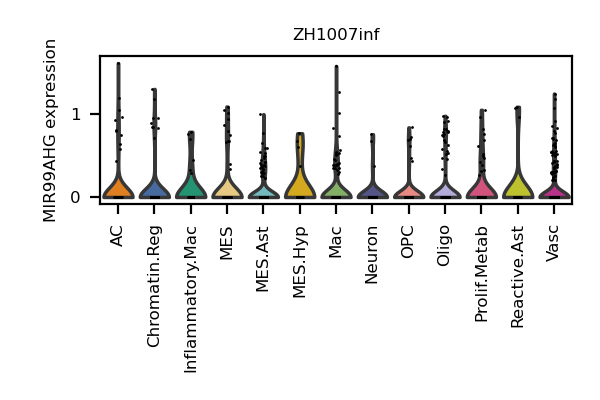 ZH1007inf
MIR99AHG expression
1
0
AC
Chromatin.Reg
Inflammatory.Mac
MES
MES.Ast
MES.Hyp
Mac
Neuron
OPC
Oligo
Prolif.Metab
Reactive.Ast
Vasc